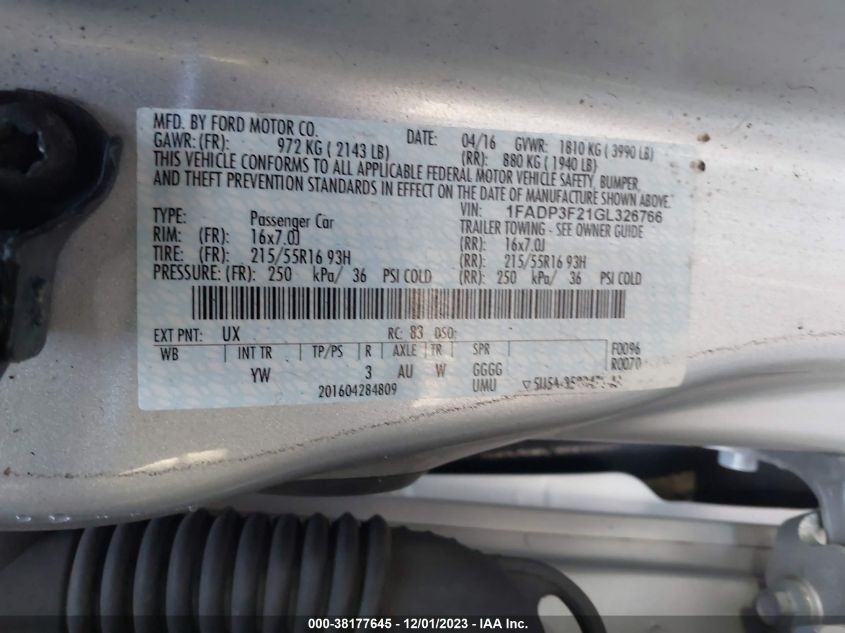 MFD. BY FORD MOTOR CO. DATE: 04/16 GVWR: 1810 KG ( 3990 LB)
GAWR: (FR): 972 KG ( 2143 LB) (RR): 880 KG ( 1940 LB)
THIS VEHICLE CONFORMS TO ALL APPLICABLE FEDERAL MOTOR VEHICLE SAFETY, BUMPER,
AND THEFT PREVENTION STANDARDS IN EFFECT ON THE DATE OF MANUFACTURE SHOWN ABOVE.
VIN: 1FADP3F21GL326766
TYPE: Passenger Car TRAILER TOWING - SEE OWNER GUIDE
RIM: (FR): 16x7.0J (RR): 16x7.0J
TIRE: (FR): 215/55R16 93H (RR): 215/55R16 93H
PRESSURE: (FR): 250 kPa/ 36 PSI COLD (RR): 250 kPa/ 36 PSI COLD
EXT PNT: UX RC: 83 DSO:
WB INT TR TP/PS R AXLE TR SPR F0096
YW 3 AU W GGGG R0070
201604284809 UMU
000-38177645 - 12/01/2023 - IAA Inc.